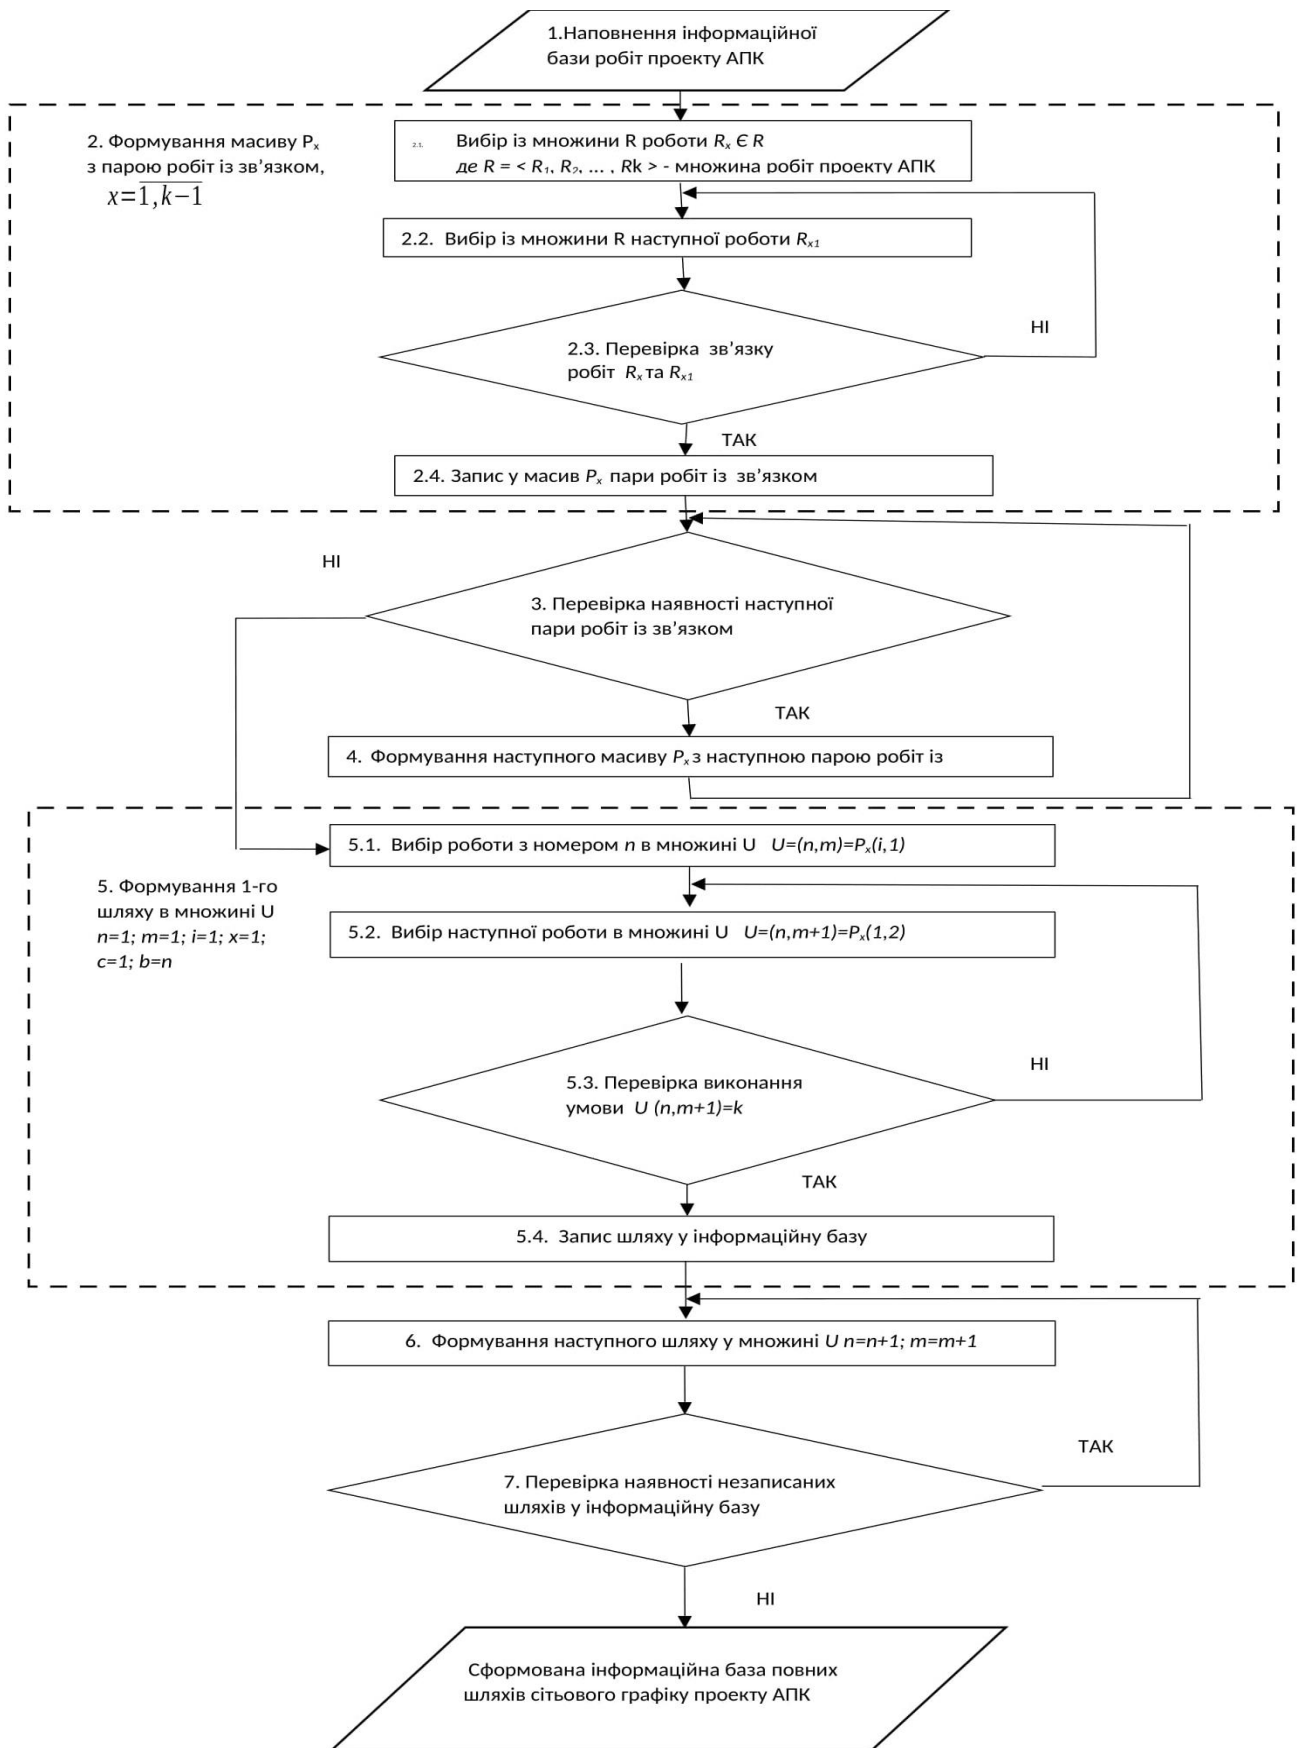 1.Наповнення інформаційної
бази робіт проекту АПК
2. Формування масиву Pₓ
з парою робіт із зв’язком,
x=1,k−1
2.1. Вибір із множини R роботи Rₓ Є R
де R = < R₁, R₂, ... , Rk > - множина робіт проекту АПК
2.2. Вибір із множини R наступної роботи Rₓ₁
НІ
2.3. Перевірка зв’язку
робіт Rₓ та Rₓ₁
ТАК
2.4. Запис у масив Pₓ пари робіт із зв’язком
НІ
3. Перевірка наявності наступної
пари робіт із зв’язком
ТАК
4. Формування наступного масиву Pₓ з наступною парою робіт із
5.1. Вибір роботи з номером n в множині U U=(n,m)=Pₓ(i,1)
5. Формування 1-го
шляху в множині U
n=1; m=1; i=1; x=1;
c=1; b=n
5.2. Вибір наступної роботи в множині U U=(n,m+1)=Pₓ(1,2)
НІ
5.3. Перевірка виконання
умови U (n,m+1)=k
ТАК
5.4. Запис шляху у інформаційну базу
6. Формування наступного шляху у множині U n=n+1; m=m+1
ТАК
7. Перевірка наявності незаписаних
шляхів у інформаційну базу
НІ
Сформована інформаційна база повних
шляхів сітьового графіку проекту АПК